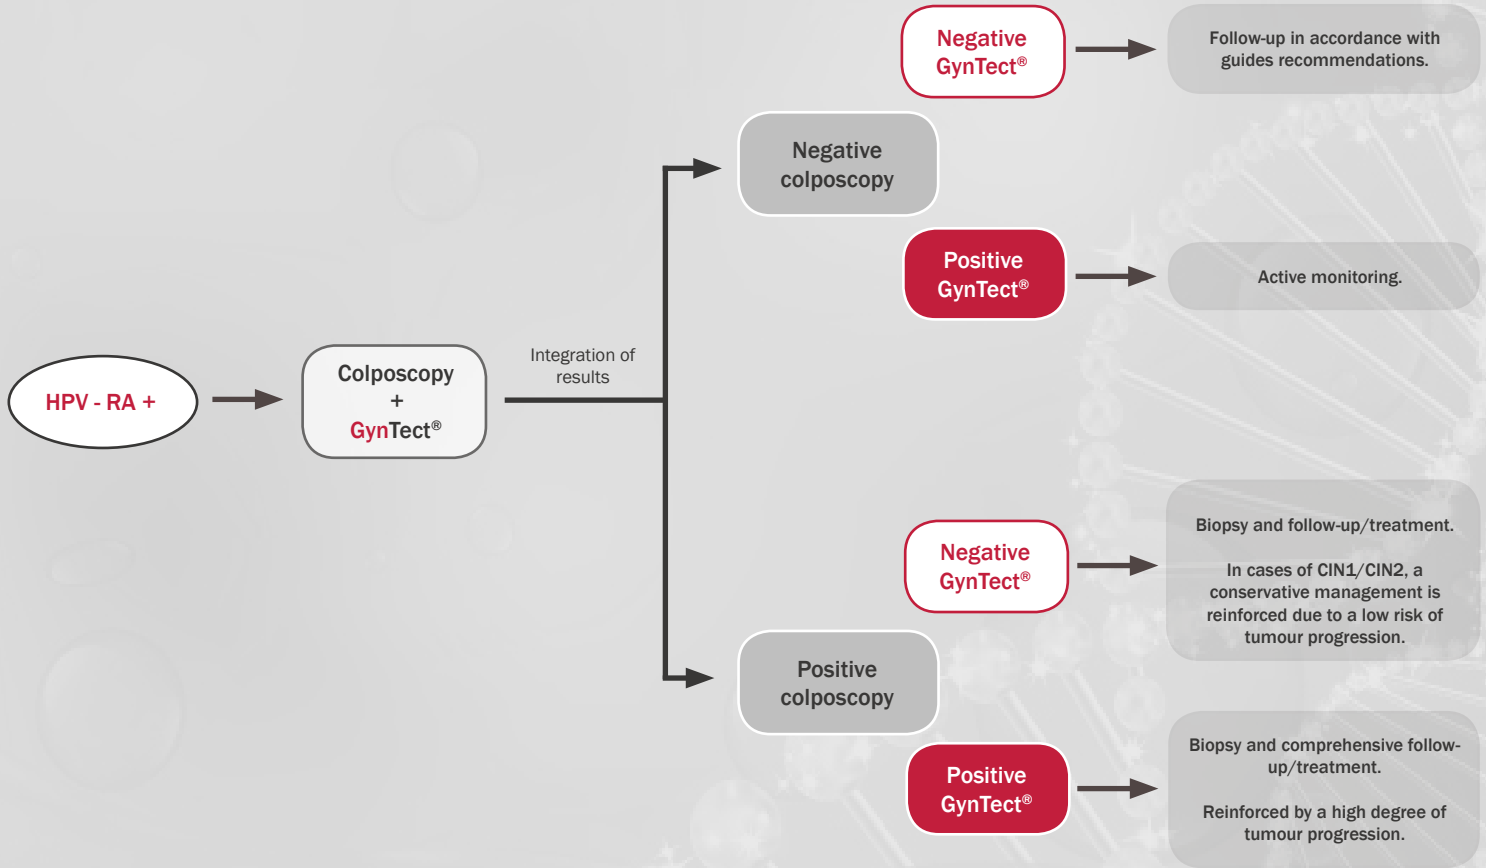 HPV - RA +
Colposcopy
+
GynTect®
Integration of
results
Negative
colposcopy
Negative
GynTect®
Follow-up in accordance with
guides recommendations.
Positive
GynTect®
Active monitoring.
Positive
colposcopy
Negative
GynTect®
Biopsy and follow-up/treatment.
In cases of CIN1/CIN2, a
conservative management is
reinforced due to a low risk of
tumour progression.
Positive
GynTect®
Biopsy and comprehensive follow-
up/treatment.
Reinforced by a high degree of
tumour progression.